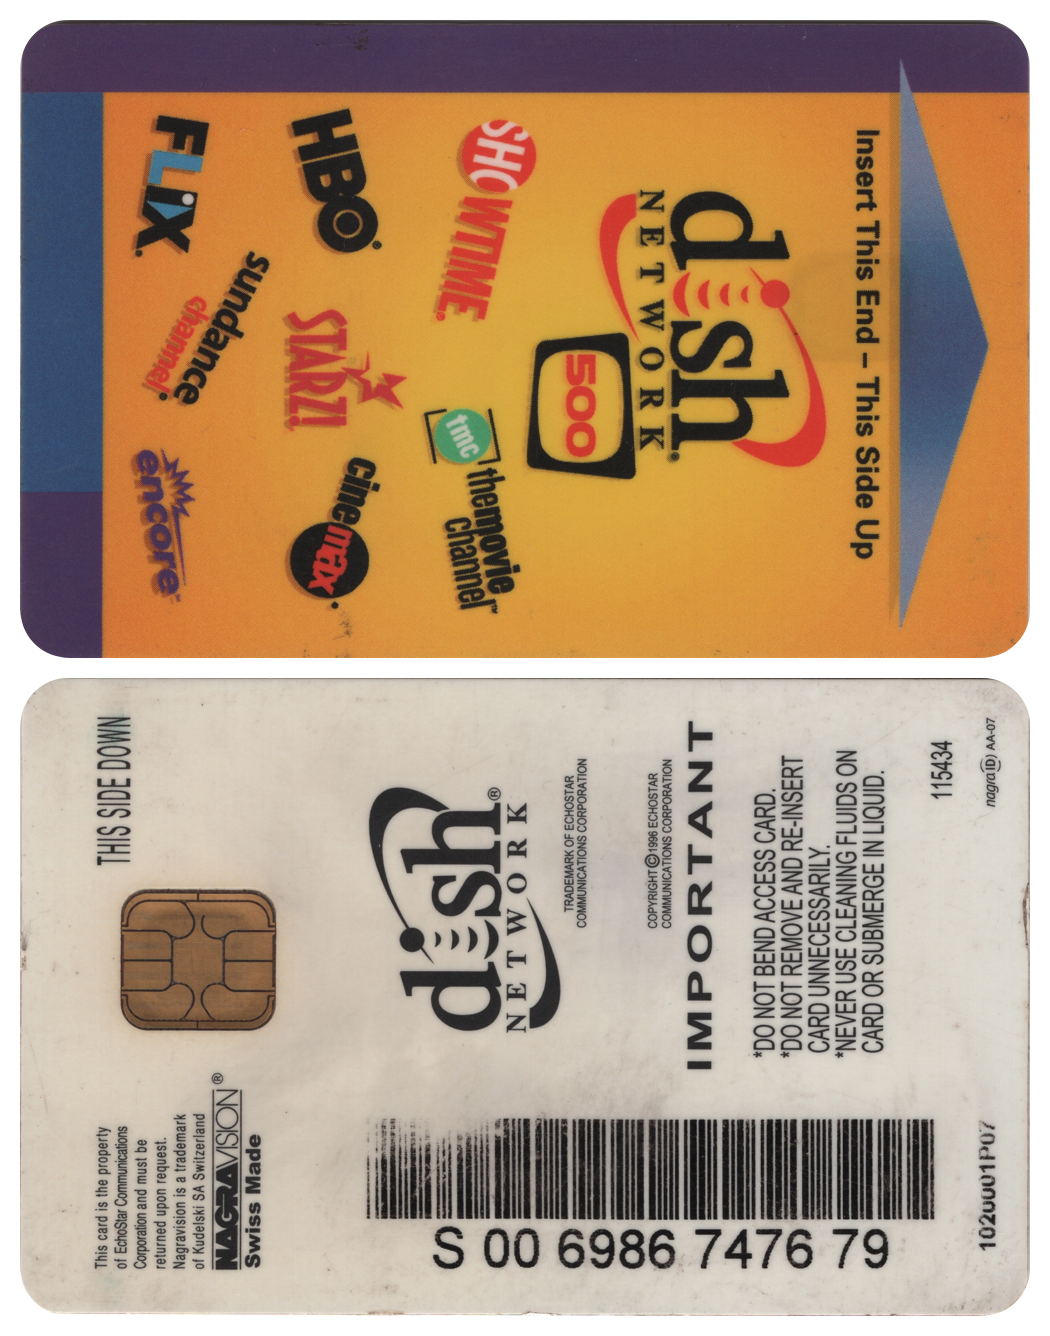 Insert This End – This Side Up
dish
NETWORK®
500
SHOWTIME®
tmc
themovie
Channel™
HBO®
STARZ!
cinemax®
FLiX®
sundance
channel®
encore™
THIS SIDE DOWN
This card is the property
of EchoStar Communications
Corporation and must be
returned upon request.
Nagravision is a trademark
of Kudelski SA Switzerland
NAGRAVISION®
Swiss Made
dish®
NETWORK
TRADEMARK OF ECHOSTAR
COMMUNICATIONS CORPORATION
COPYRIGHT ©1996 ECHOSTAR
COMMUNICATIONS CORPORATION
IMPORTANT
*DO NOT BEND ACCESS CARD.
*DO NOT REMOVE AND RE-INSERT
CARD UNNECESSARILY.
*NEVER USE CLEANING FLUIDS ON
CARD OR SUBMERGE IN LIQUID.
S 00 6986 7476 79
115434
nagraID AA-07
1020001P07